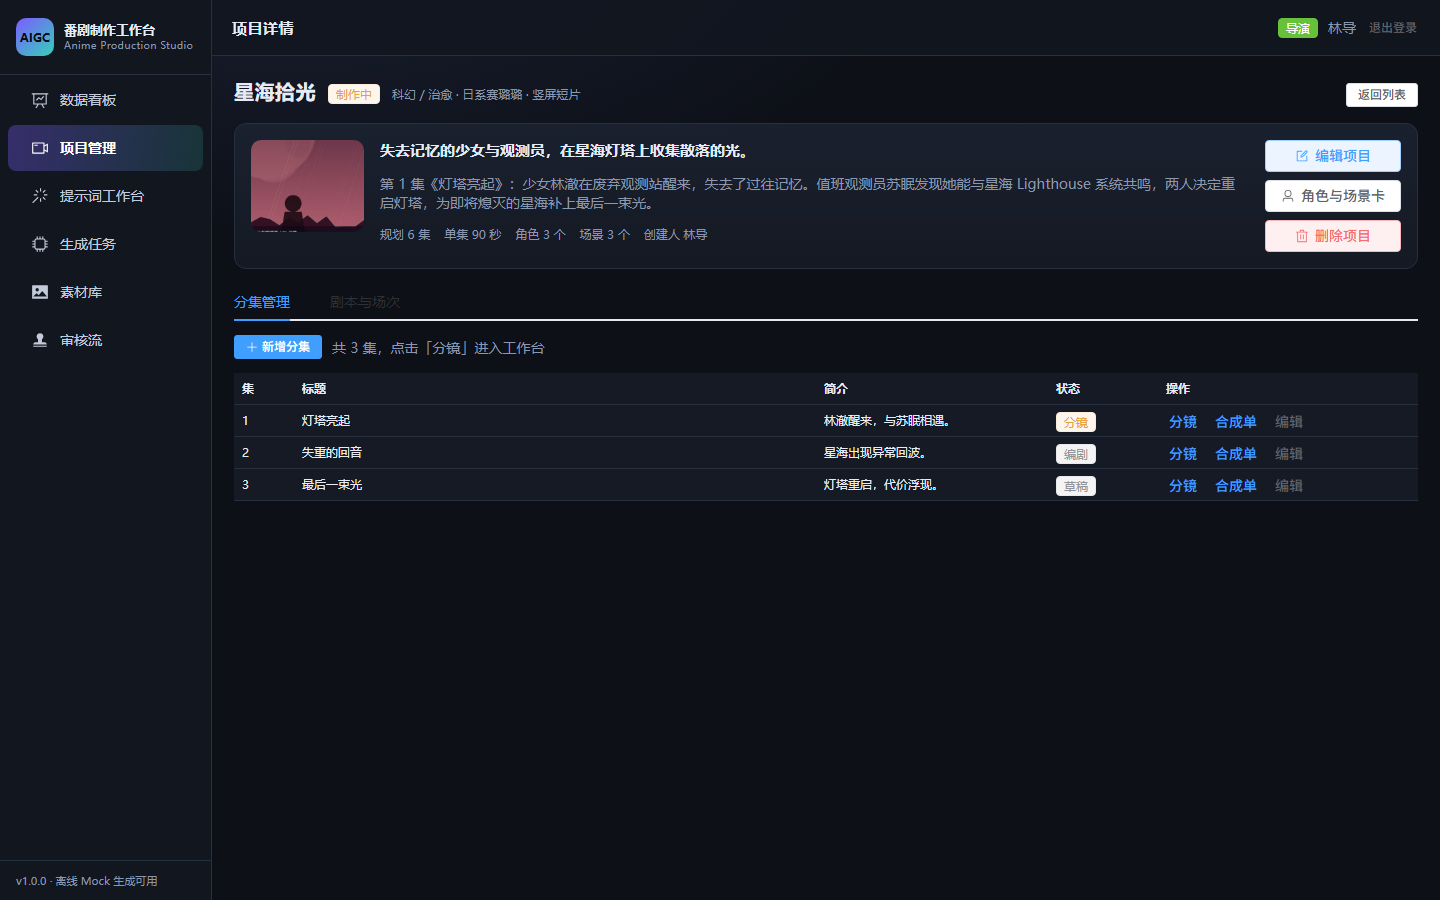 AIGC
番剧制作工作台
Anime Production Studio
数据看板
项目管理
提示词工作台
生成任务
素材库
审核流
v1.0.0 · 离线 Mock 生成可用
项目详情
导演 林导 退出登录
星海拾光 制作中 科幻 / 治愈 · 日系赛璐璐 · 竖屏短片
返回列表
失去记忆的少女与观测员，在星海灯塔上收集散落的光。
第 1 集《灯塔亮起》：少女林澈在废弃观测站醒来，失去了过往记忆。值班观测员苏眠发现她能与星海 Lighthouse 系统共鸣，两人决定重
启灯塔，为即将熄灭的星海补上最后一束光。
规划 6 集 单集 90 秒 角色 3 个 场景 3 个 创建人 林导
编辑项目
角色与场景卡
删除项目
分集管理 剧本与场次
新增分集 共 3 集，点击「分镜」进入工作台
集 标题 简介 状态 操作
1 灯塔亮起 林澈醒来，与苏眠相遇。 分镜 分镜 合成单 编辑
2 失重的回音 星海出现异常回波。 编剧 分镜 合成单 编辑
3 最后一束光 灯塔重启，代价浮现。 草稿 分镜 合成单 编辑